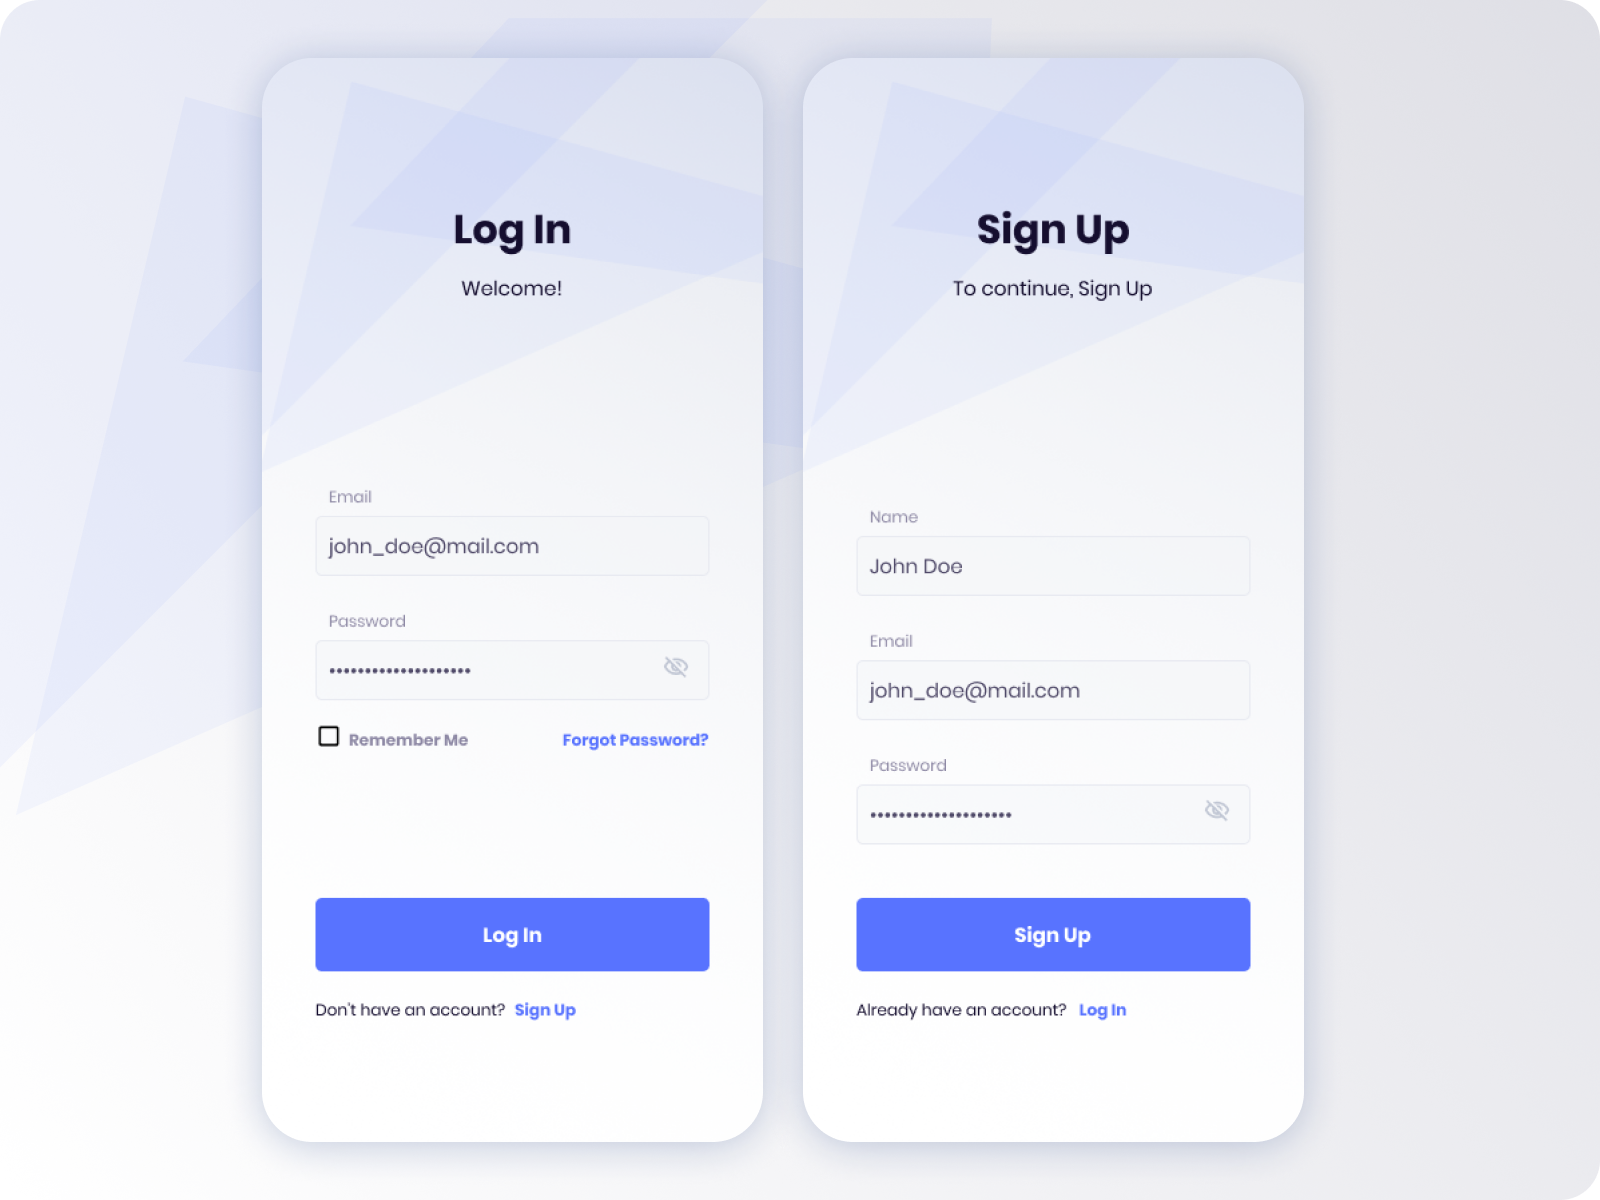 Log In
Welcome!
Email
john_doe@mail.com
Password
••••••••••••••••••••
Remember Me
Forgot Password?
Log In
Don't have an account? Sign Up
Sign Up
To continue, Sign Up
Name
John Doe
Email
john_doe@mail.com
Password
••••••••••••••••••••
Sign Up
Already have an account? Log In